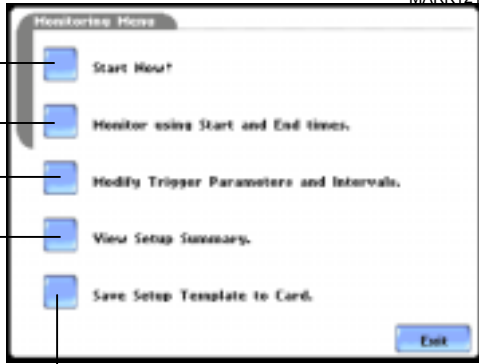 Monitoring Menu
Start Now!
Monitor using Start and End times.
Modify Trigger Parameters and Intervals.
View Setup Summary.
Save Setup Template to Card.
Exit